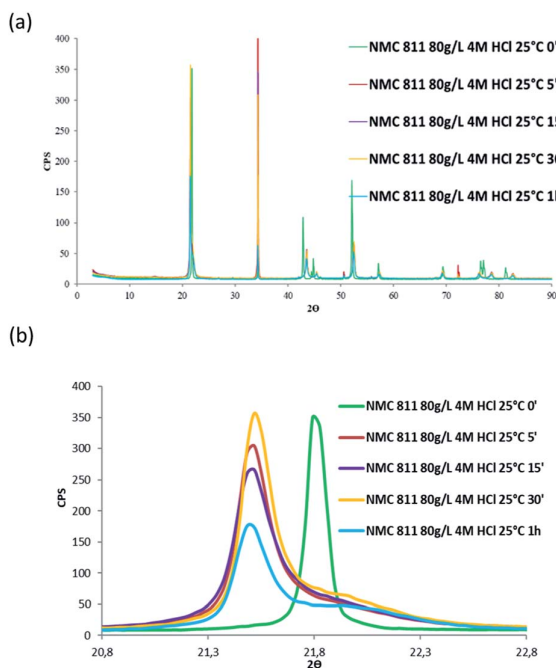 (a)
400
350
300
250
200
150
100
50
0
CPS
0
10
20
30
40
50
60
70
80
90
2Θ
NMC 811 80g/L 4M HCl 25°C 0'
NMC 811 80g/L 4M HCl 25°C 5'
NMC 811 80g/L 4M HCl 25°C 15
NMC 811 80g/L 4M HCl 25°C 30
NMC 811 80g/L 4M HCl 25°C 1h
(b)
400
350
300
250
200
150
100
50
0
CPS
20,8
21,3
21,8
22,3
22,8
2Θ
NMC 811 80g/L 4M HCl 25°C 0'
NMC 811 80g/L 4M HCl 25°C 5'
NMC 811 80g/L 4M HCl 25°C 15'
NMC 811 80g/L 4M HCl 25°C 30'
NMC 811 80g/L 4M HCl 25°C 1h